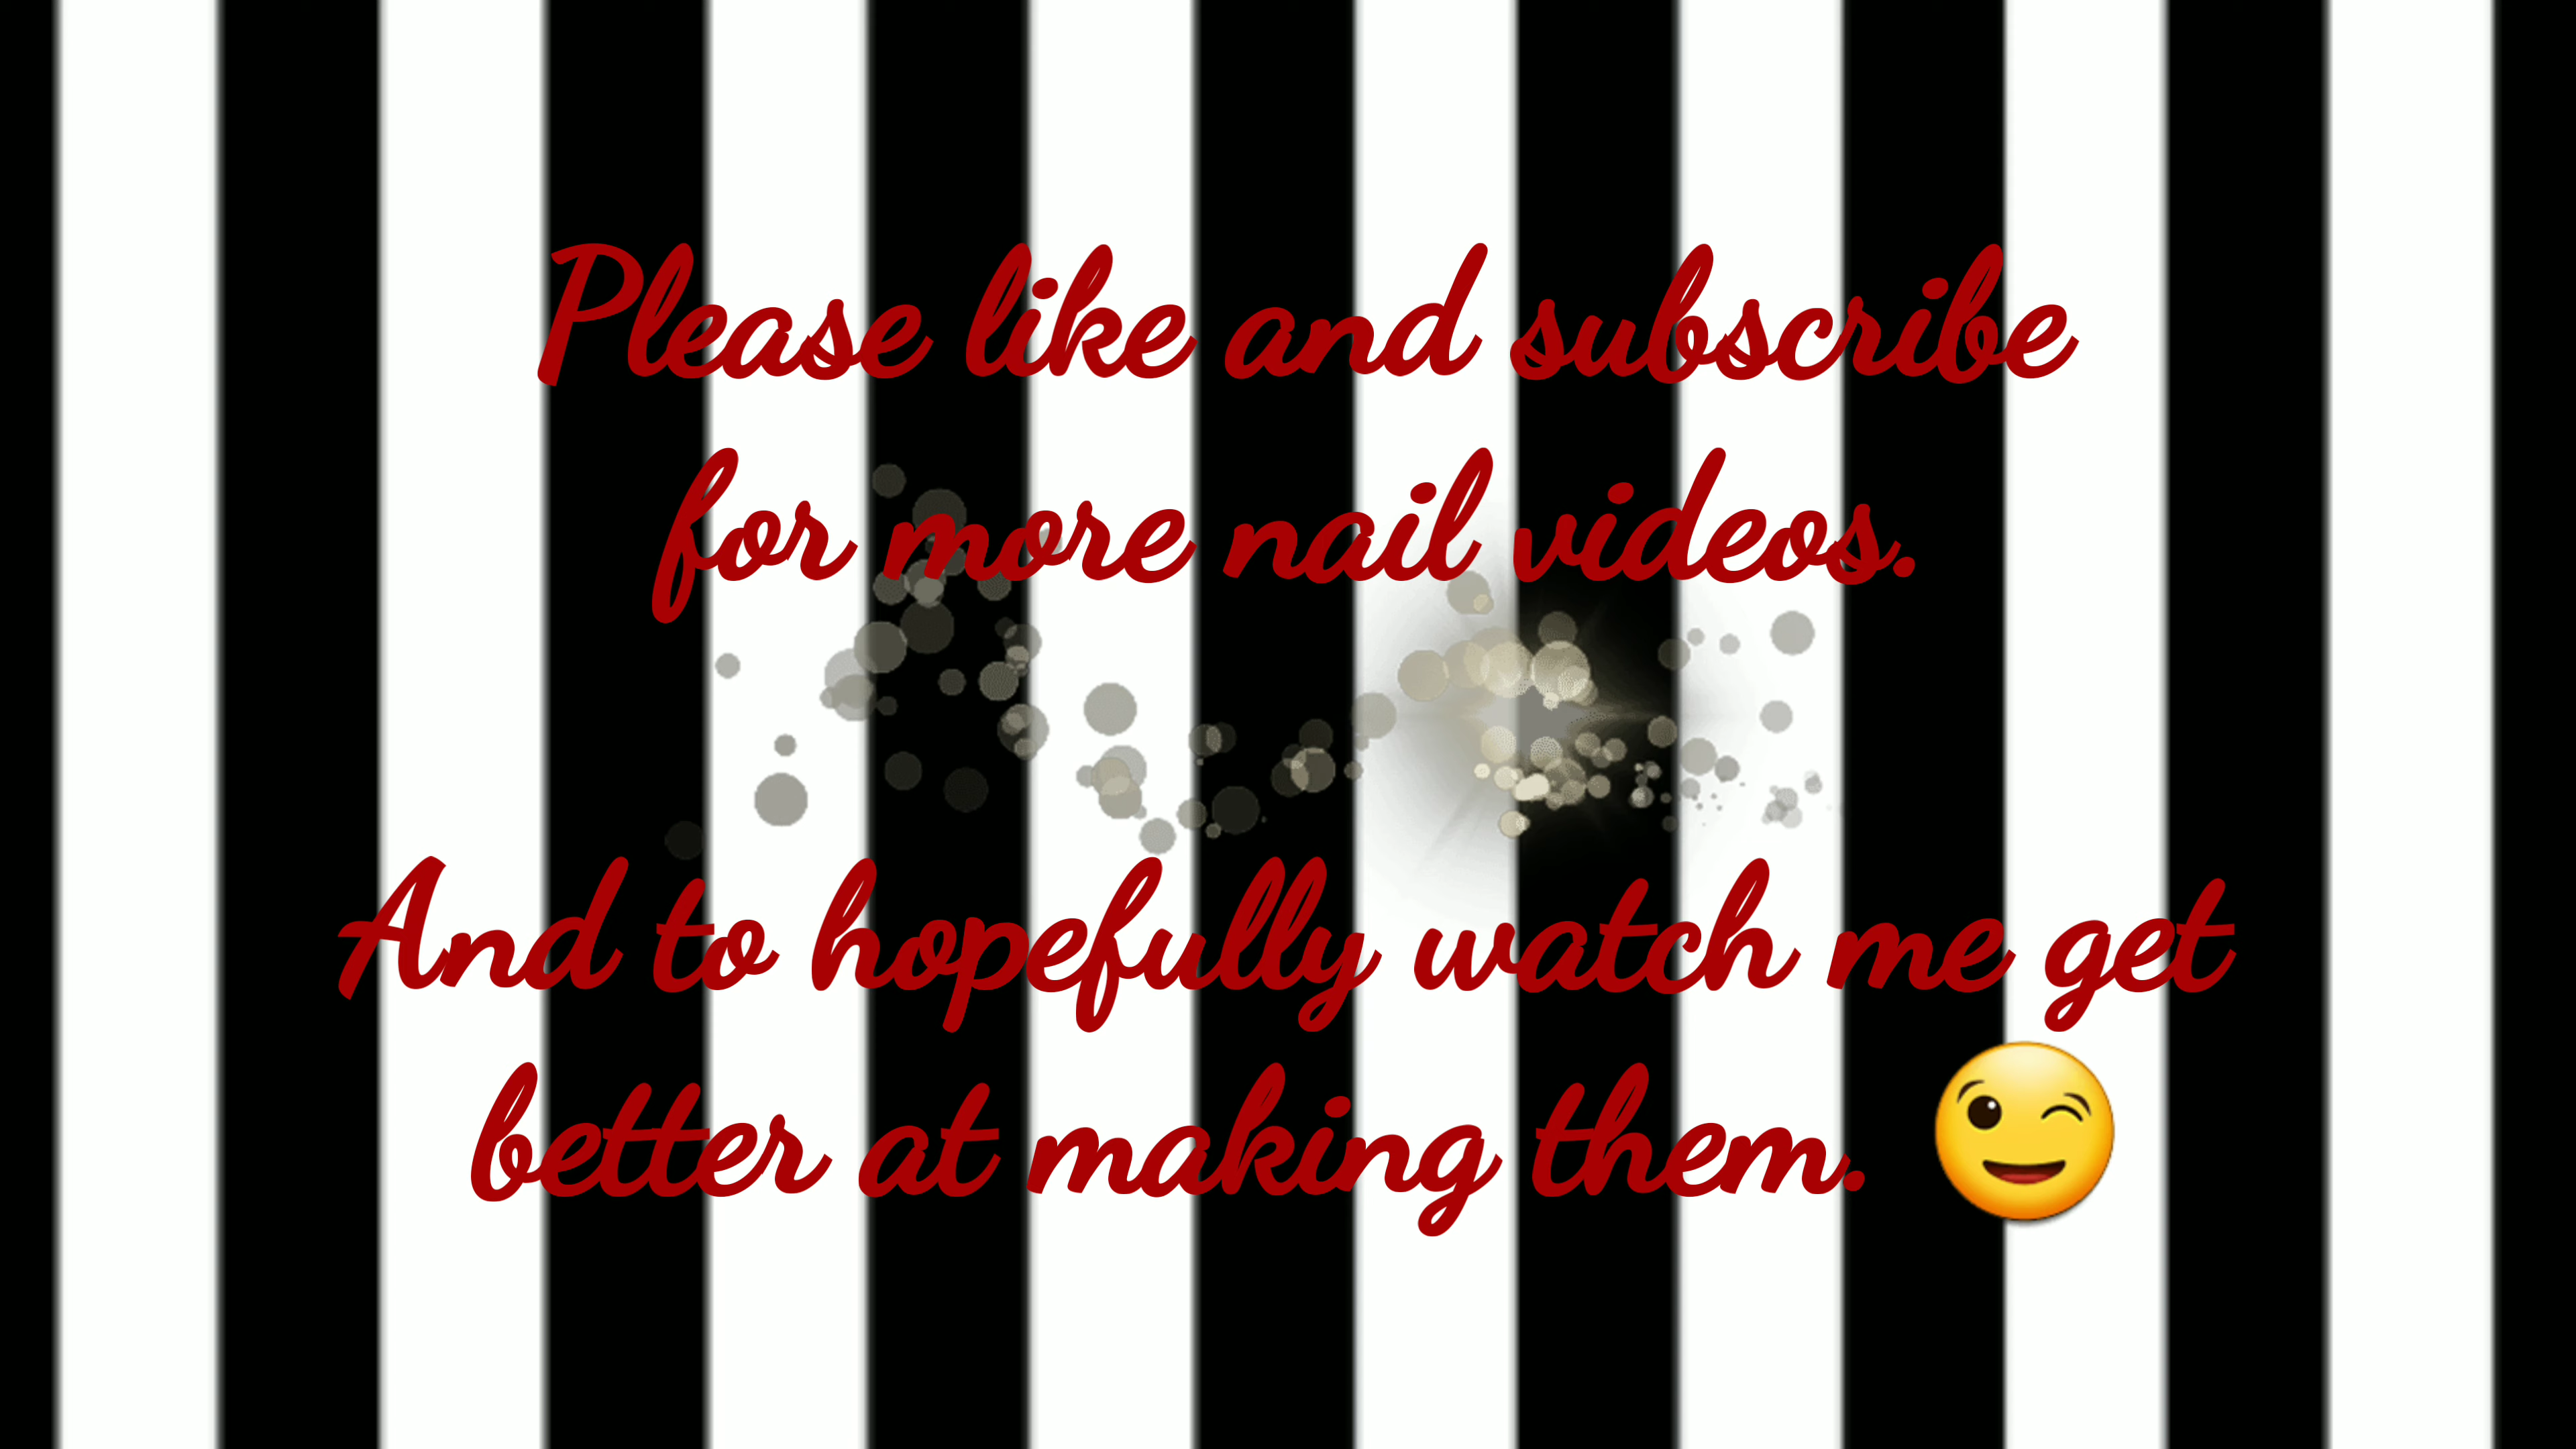 Please like and subscribe
for more nail videos.
And to hopefully watch me get
better at making them. 😉